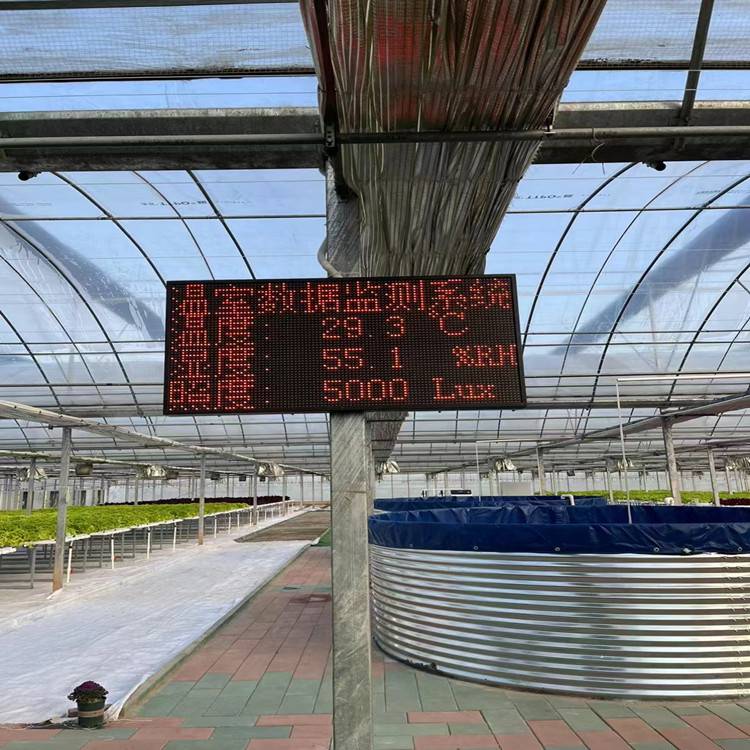 温室数据监测系统
温度: 29.3 ℃
湿度: 55.1 %RH
照度: 5000 Lux